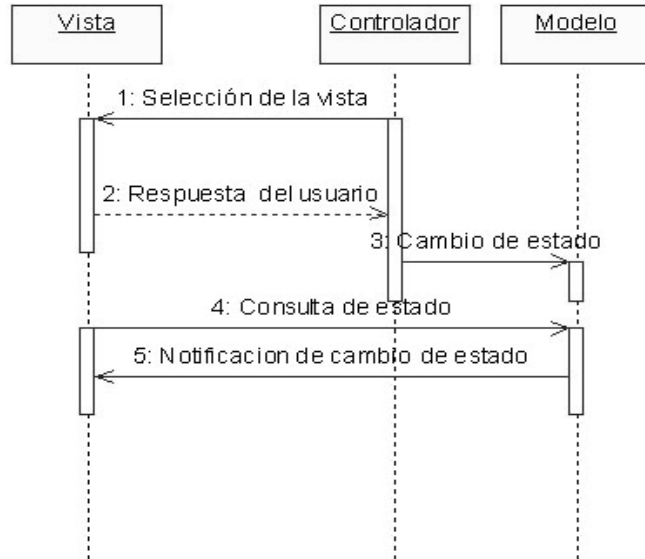 Vista
Controlador
Modelo
1: Selección de la vista
2: Respuesta del usuario
3: Cambio de estado
4: Consulta de estado
5: Notificacion de cambio de estado